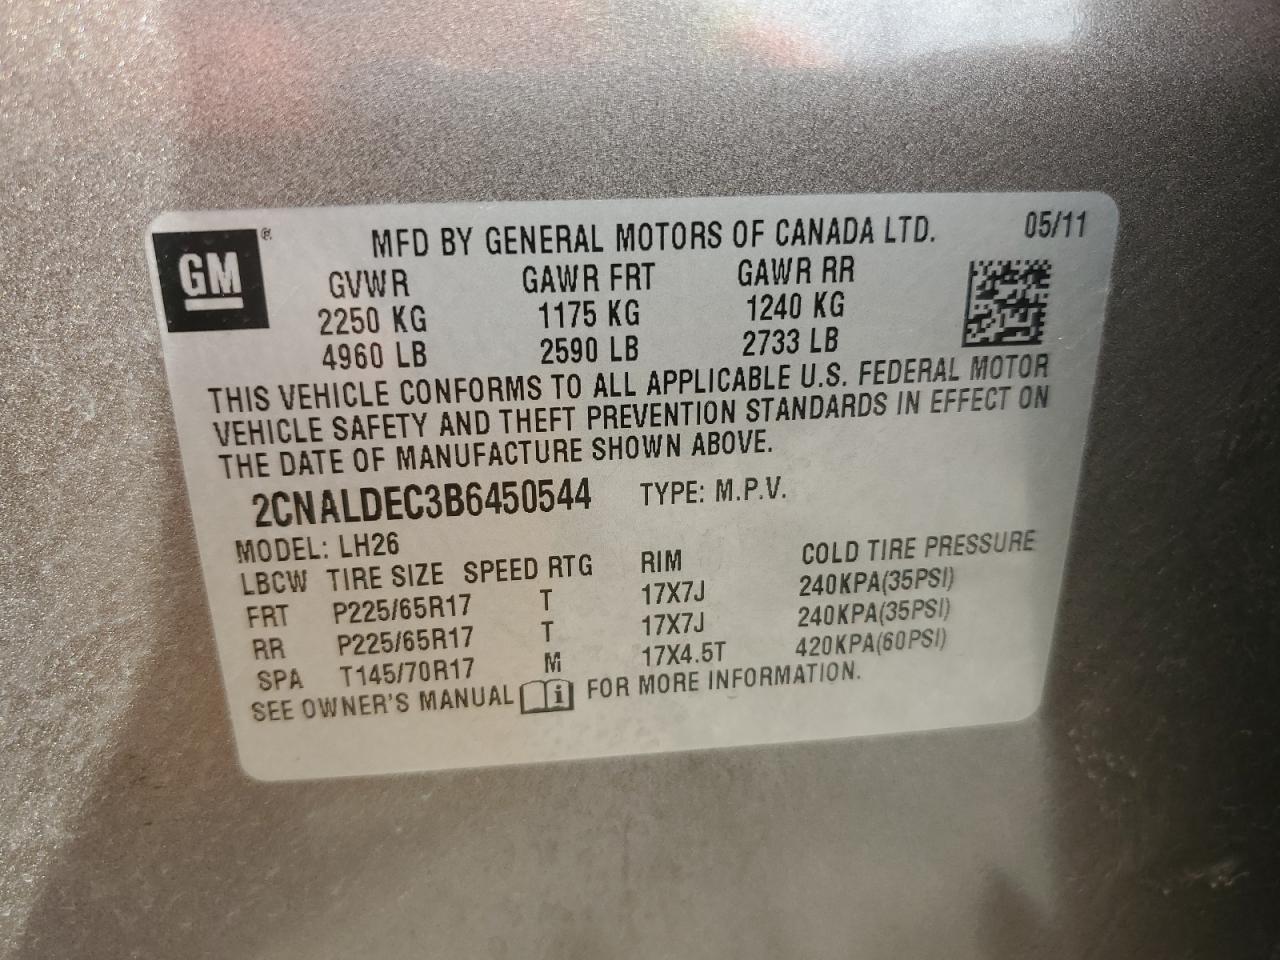 GM ® MFD BY GENERAL MOTORS OF CANADA LTD. 05/11
GVWR GAWR FRT GAWR RR
2250 KG 1175 KG 1240 KG
4960 LB 2590 LB 2733 LB
THIS VEHICLE CONFORMS TO ALL APPLICABLE U.S. FEDERAL MOTOR
VEHICLE SAFETY AND THEFT PREVENTION STANDARDS IN EFFECT ON
THE DATE OF MANUFACTURE SHOWN ABOVE.
2CNALDEC3B6450544 TYPE: M.P.V.
MODEL: LH26
LBCW TIRE SIZE SPEED RTG RIM COLD TIRE PRESSURE
FRT P225/65R17 T 17X7J 240KPA(35PSI)
RR P225/65R17 T 17X7J 240KPA(35PSI)
SPA T145/70R17 M 17X4.5T 420KPA(60PSI)
SEE OWNER'S MANUAL i FOR MORE INFORMATION.